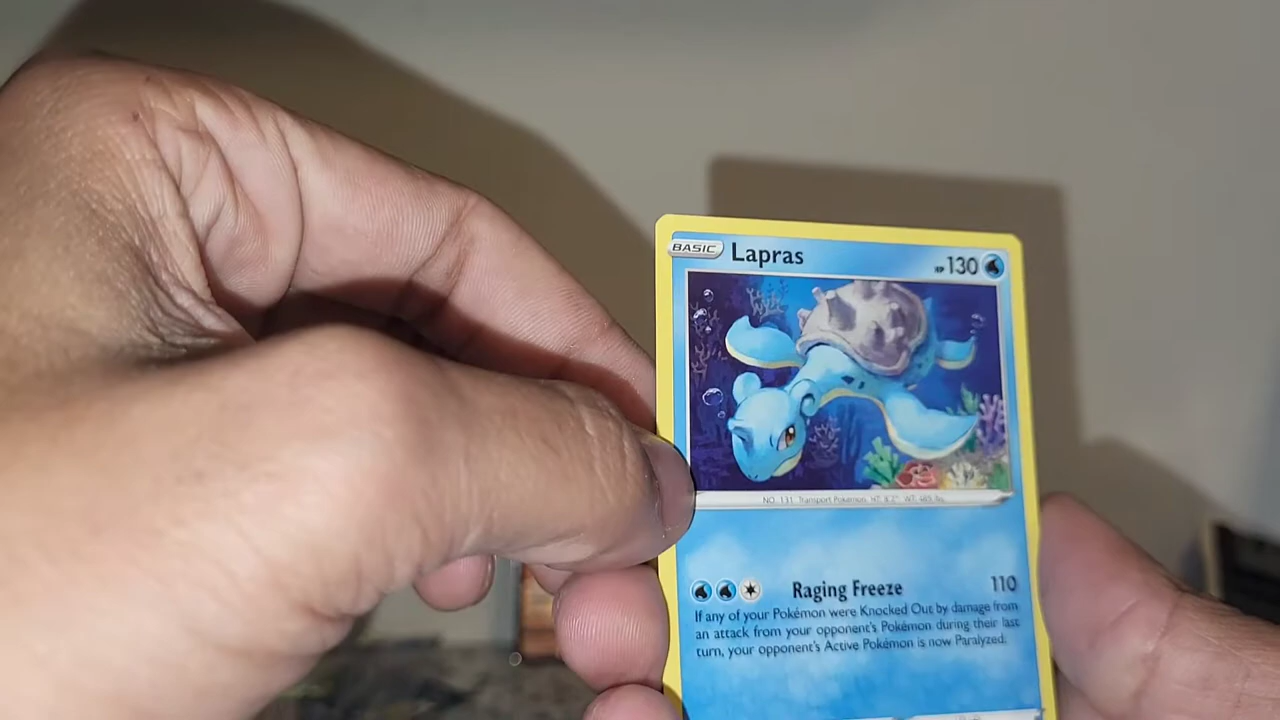 BASIC Lapras HP 130
NO. 131 Transport Pokémon HT: 8'2" WT: 485 lbs.
Raging Freeze 110
If any of your Pokémon were Knocked Out by damage from
an attack from your opponent's Pokémon during their last
turn, your opponent's Active Pokémon is now Paralyzed.